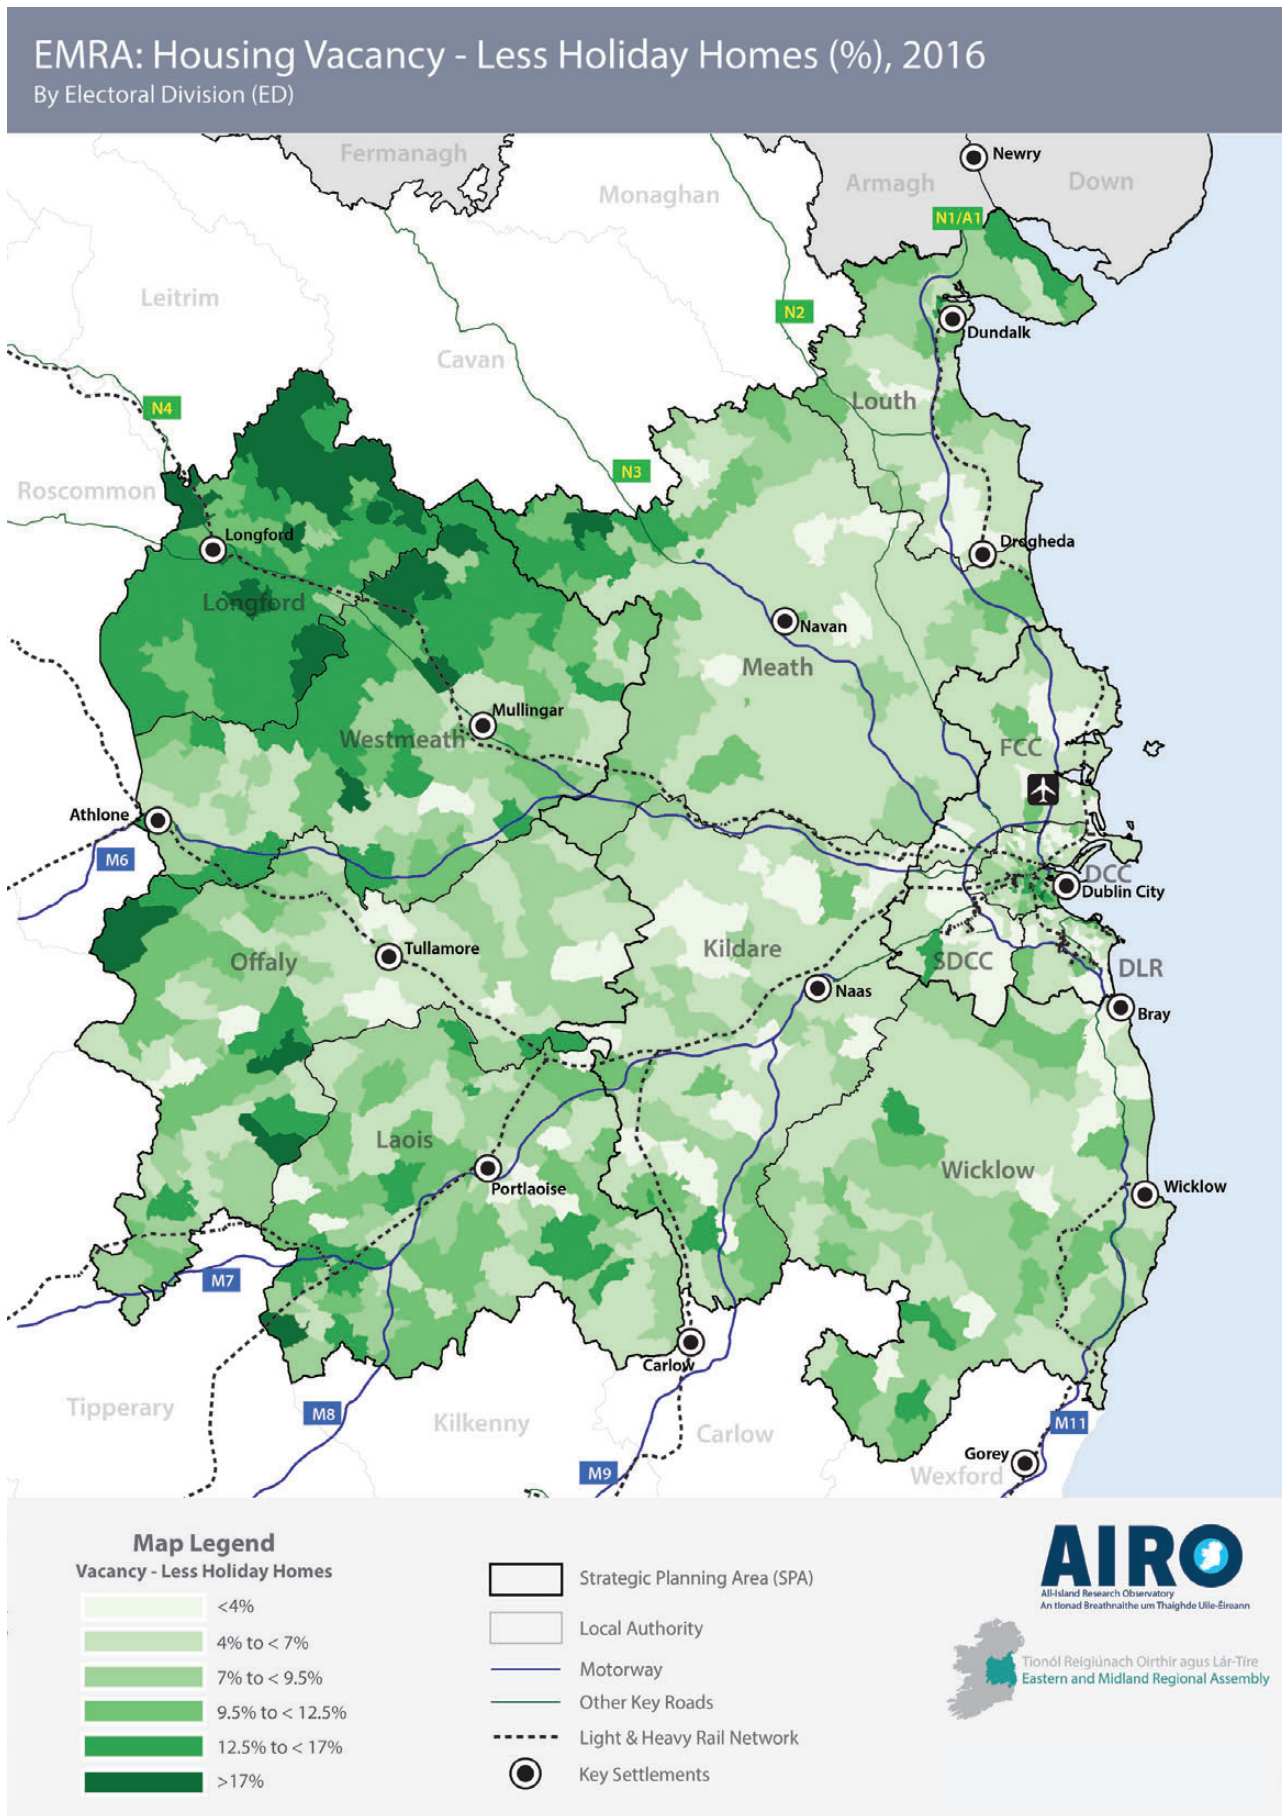 EMRA: Housing Vacancy - Less Holiday Homes (%), 2016
By Electoral Division (ED)
Fermanagh
Monaghan
Armagh
Newry
Down
N1/A1
Leitrim
N2
Dundalk
Cavan
N4
Louth
N3
Roscommon
Longford
Drogheda
Longford
Navan
Meath
Mullingar
Westmeath
FCC
Athlone
M6
DCC
Dublin City
Tullamore
Offaly
Kildare
SDCC
DLR
Naas
Bray
Laois
Wicklow
Portlaoise
Wicklow
M7
Carlow
Tipperary
M8
Kilkenny
Carlow
M11
Gorey
Wexford
M9
Map Legend
Vacancy - Less Holiday Homes
<4%
4% to < 7%
7% to < 9.5%
9.5% to < 12.5%
12.5% to < 17%
>17%
Strategic Planning Area (SPA)
Local Authority
Motorway
Other Key Roads
Light & Heavy Rail Network
Key Settlements
AIRO
All-Island Research Observatory
An tIonad Breathnaithe um Thaighde Uile-Éireann
Tionól Reigiúnach Oirthir agus Lár-Tíre
Eastern and Midland Regional Assembly